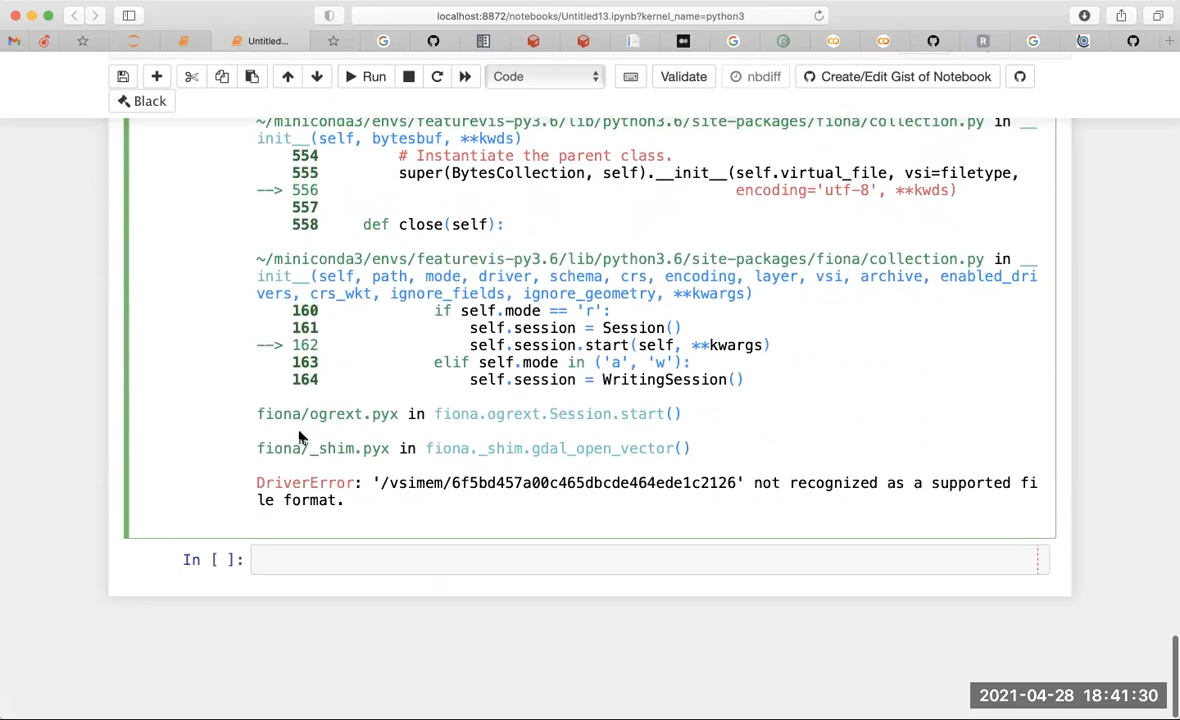 localhost:8872/notebooks/Untitled13.ipynb?kernel_name=python3
Untitled...
R
Run
Code
Validate
nbdiff
Create/Edit Gist of Notebook
Black
~/miniconda3/envs/featurevis-py3.6/lib/python3.6/site-packages/fiona/collection.py in __
init__(self, bytesbuf, **kwds)
554         # Instantiate the parent class.
555         super(BytesCollection, self).__init__(self.virtual_file, vsi=filetype,
--> 556                                               encoding='utf-8', **kwds)
557
558     def close(self):
~/miniconda3/envs/featurevis-py3.6/lib/python3.6/site-packages/fiona/collection.py in __
init__(self, path, mode, driver, schema, crs, encoding, layer, vsi, archive, enabled_dri
vers, crs_wkt, ignore_fields, ignore_geometry, **kwargs)
160             if self.mode == 'r':
161                 self.session = Session()
--> 162                 self.session.start(self, **kwargs)
163             elif self.mode in ('a', 'w'):
164                 self.session = WritingSession()
fiona/ogrext.pyx in fiona.ogrext.Session.start()
fiona/_shim.pyx in fiona._shim.gdal_open_vector()
DriverError: '/vsimem/6f5bd457a00c465dbcde464ede1c2126' not recognized as a supported fi
le format.
In [ ]:
2021-04-28 18:41:30